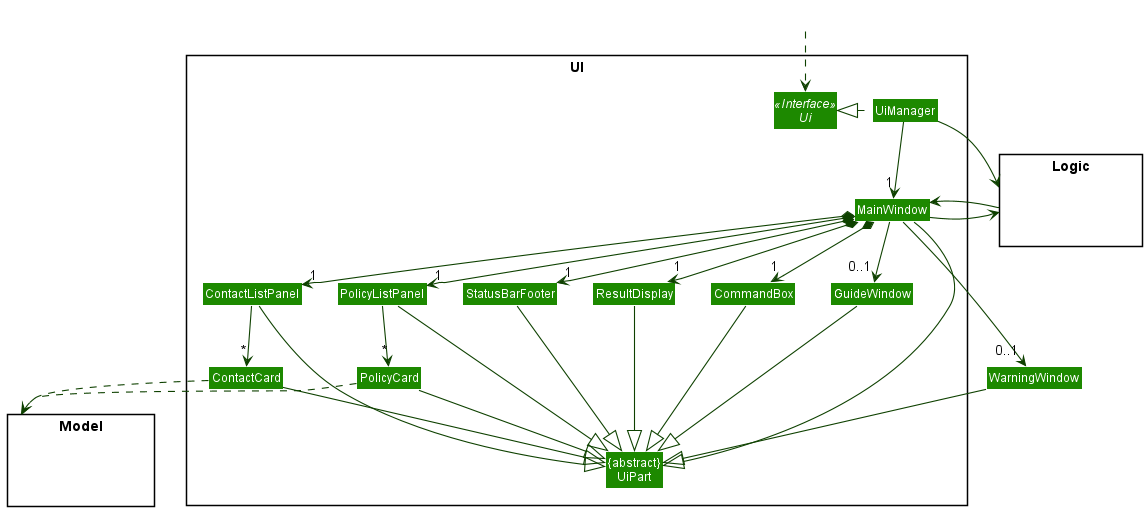 UI
«Interface»
Ui
UiManager
Logic
1
MainWindow
1
1
1
1
1
0..1
ContactListPanel
PolicyListPanel
StatusBarFooter
ResultDisplay
CommandBox
GuideWindow
*
*
0..1
ContactCard
PolicyCard
WarningWindow
Model
{abstract}
UiPart